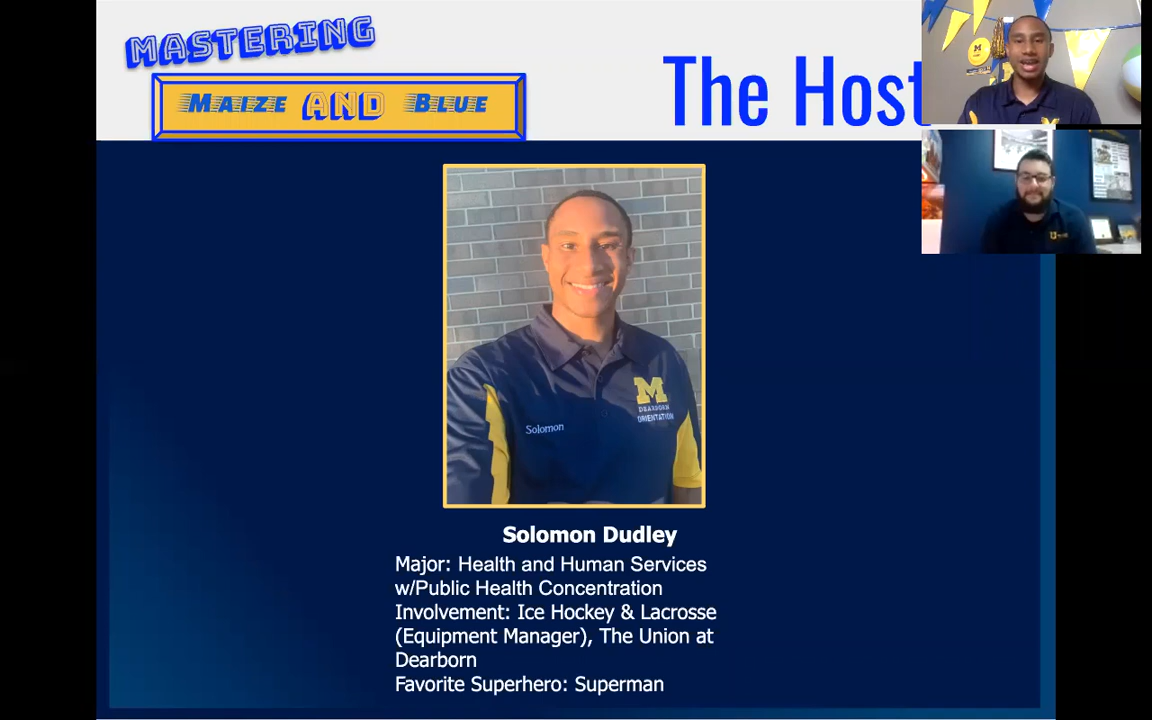 MASTERING
MAIZE AND BLUE
The Host
Solomon
M
DEARBORN
ORIENTATION
Solomon Dudley
Major: Health and Human Services
w/Public Health Concentration
Involvement: Ice Hockey & Lacrosse
(Equipment Manager), The Union at
Dearborn
Favorite Superhero: Superman